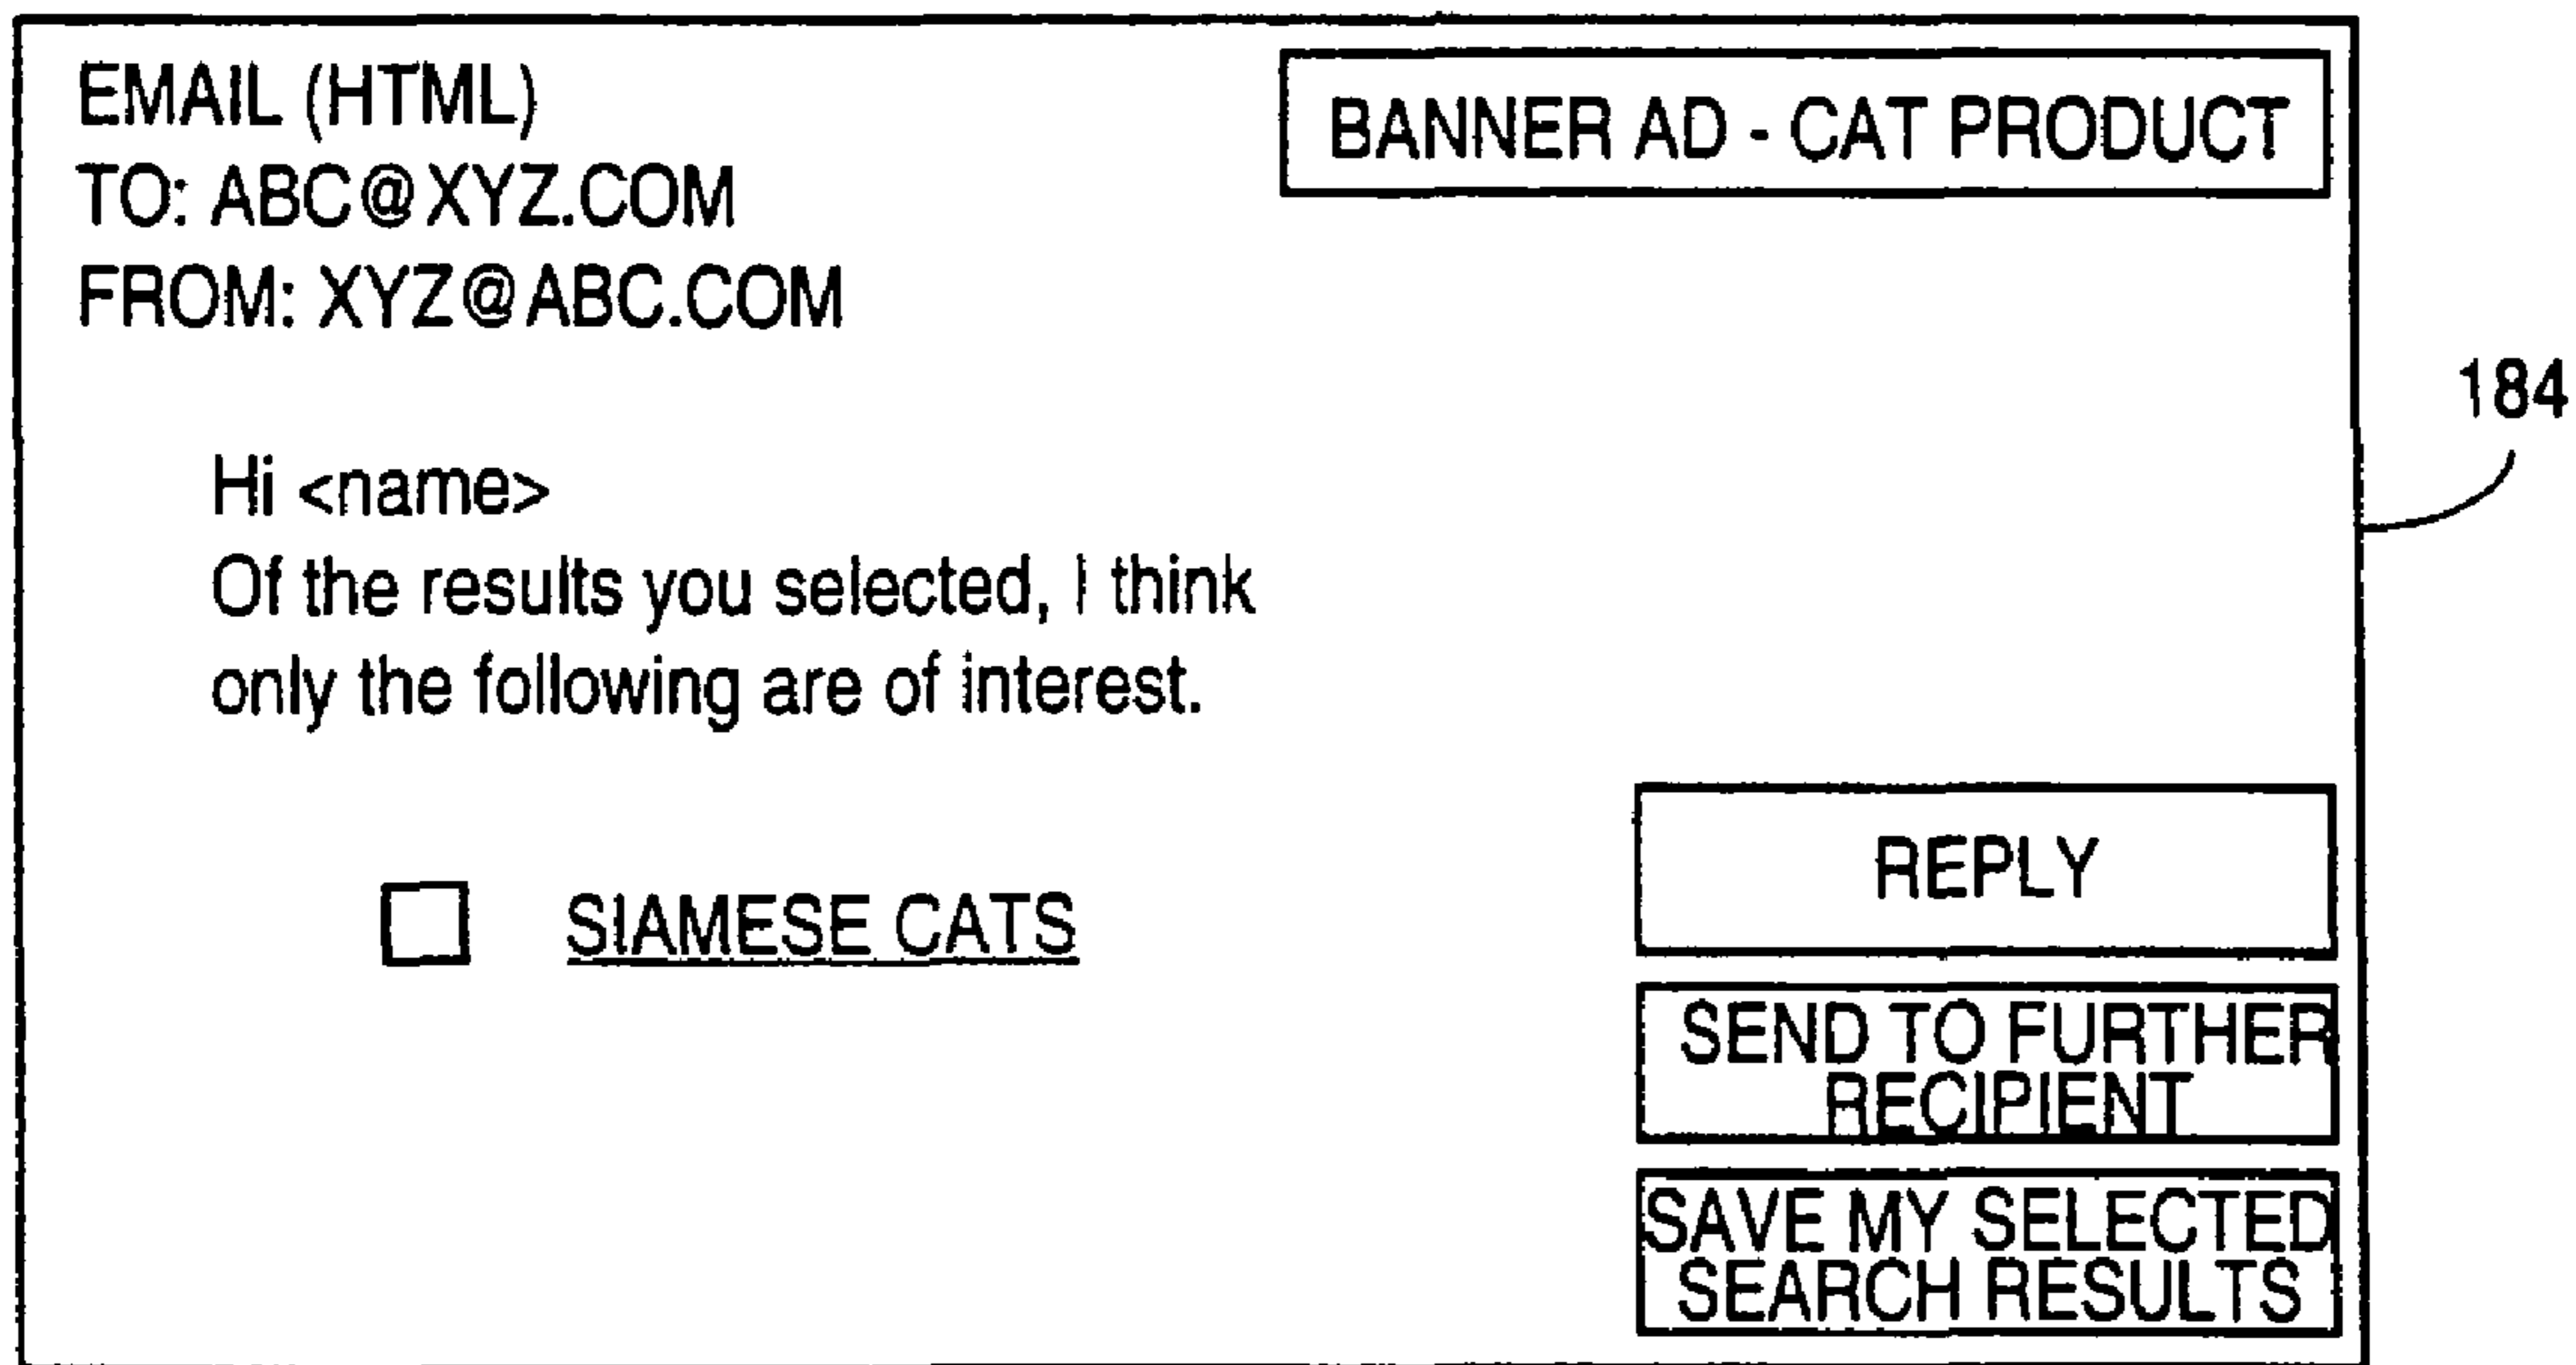 EMAIL (HTML)
BANNER AD - CAT PRODUCT
TO: ABC@XYZ.COM
FROM: XYZ@ABC.COM
184
Hi <name>
Of the results you selected, I think
only the following are of interest.
SIAMESE CATS
REPLY
SEND TO FURTHER
RECIPIENT
SAVE MY SELECTED
SEARCH RESULTS